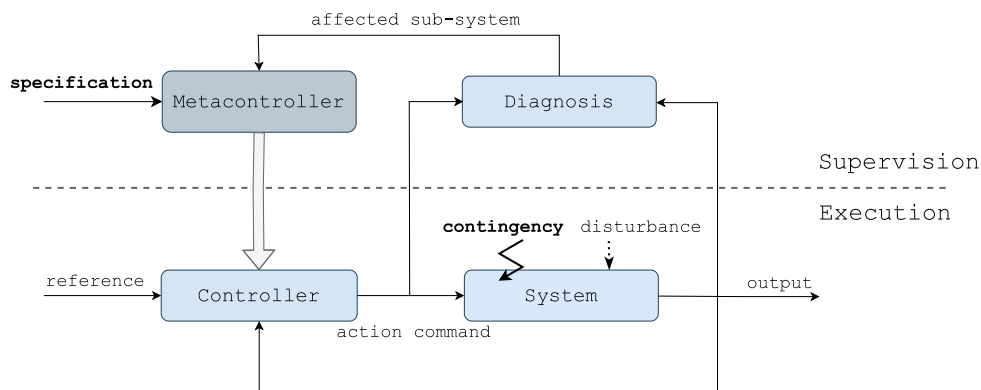 affected sub-system
specification
Metacontroller
Diagnosis
Supervision
Execution
contingency
disturbance
reference
Controller
System
output
action command